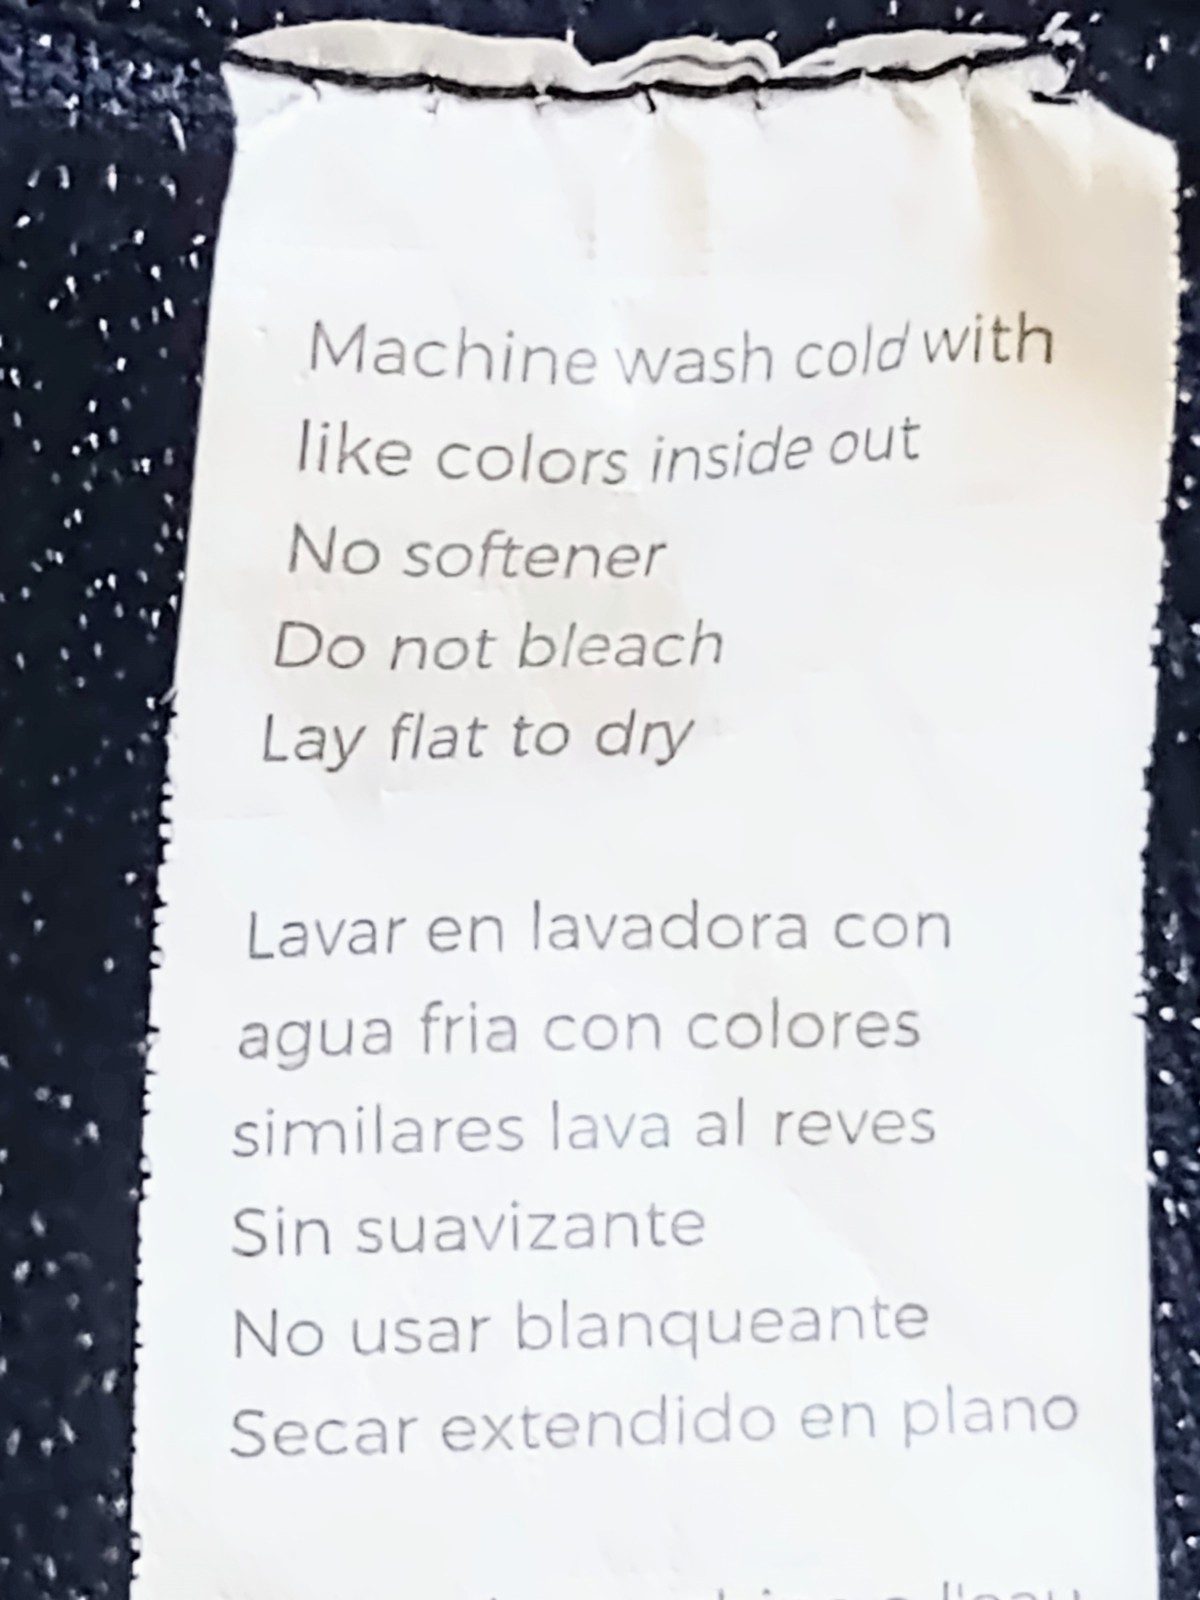 Machine wash cold with
like colors inside out
No softener
Do not bleach
Lay flat to dry
Lavar en lavadora con
agua fria con colores
similares lava al reves
Sin suavizante
No usar blanqueante
Secar extendido en plano